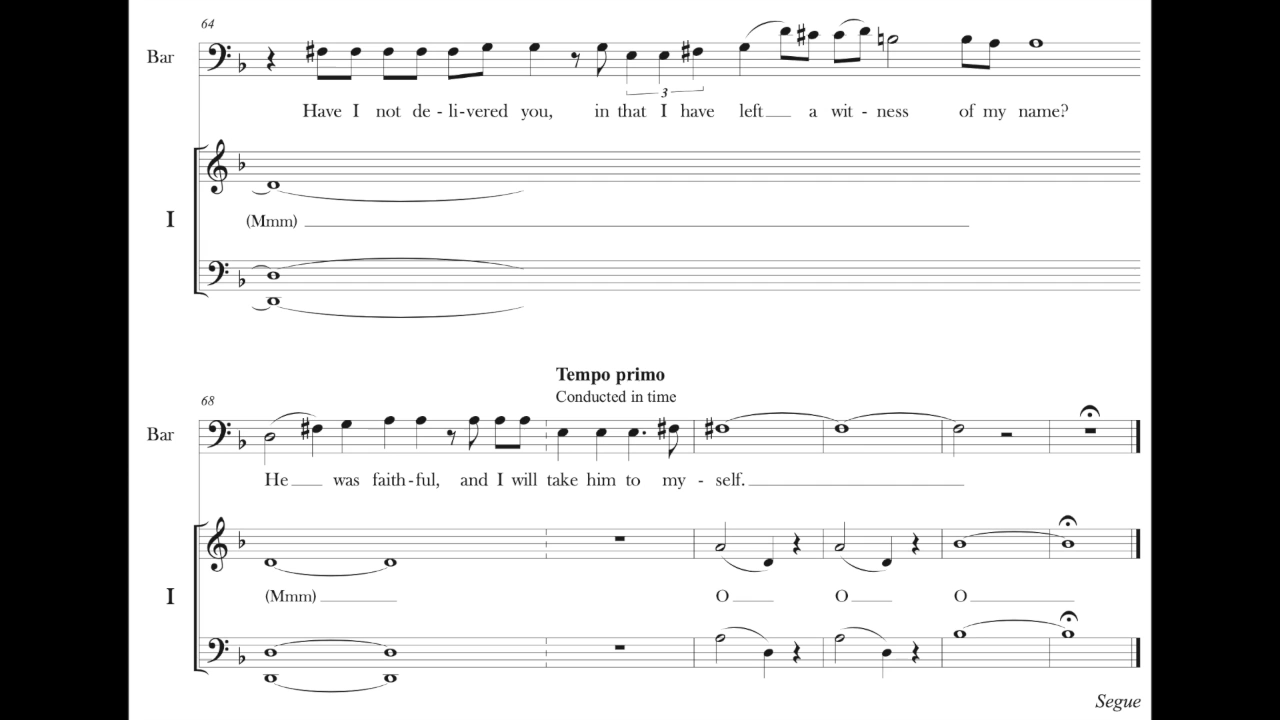 64
Bar
3
Have I not de - li-vered you, in that I have left a wit - ness of my name?
I
(Mmm)
Tempo primo
Conducted in time
68
Bar
He was faith-ful, and I will take him to my - self.
I
(Mmm) O O O
Segue